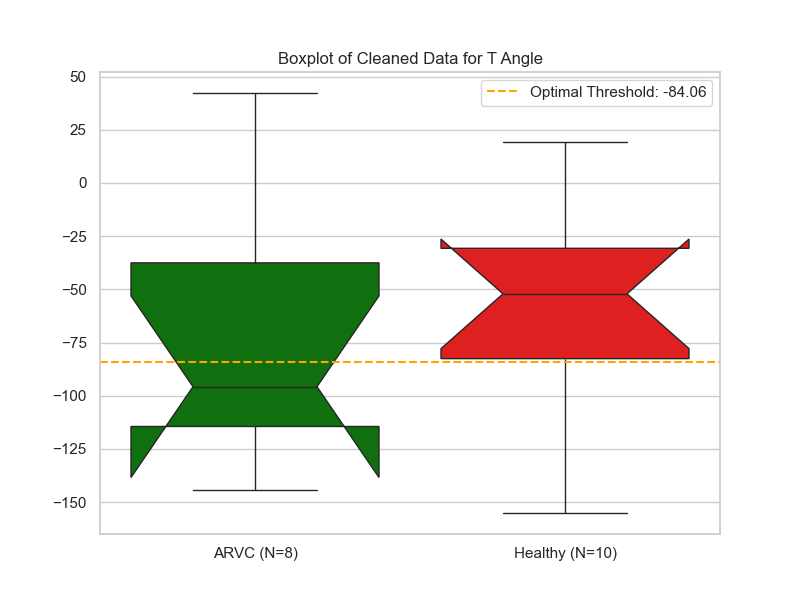 Boxplot of Cleaned Data for T Angle
Optimal Threshold: -84.06
50
25
0
−25
−50
−75
−100
−125
−150
ARVC (N=8)
Healthy (N=10)